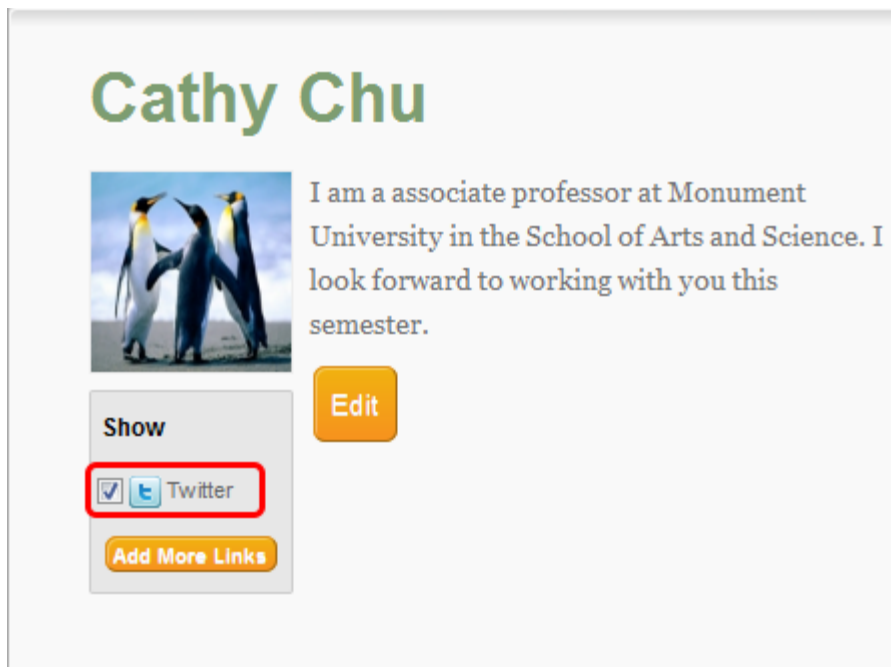 Cathy Chu
I am a associate professor at Monument
University in the School of Arts and Science. I
look forward to working with you this
semester.
Edit
Show
Twitter
Add More Links